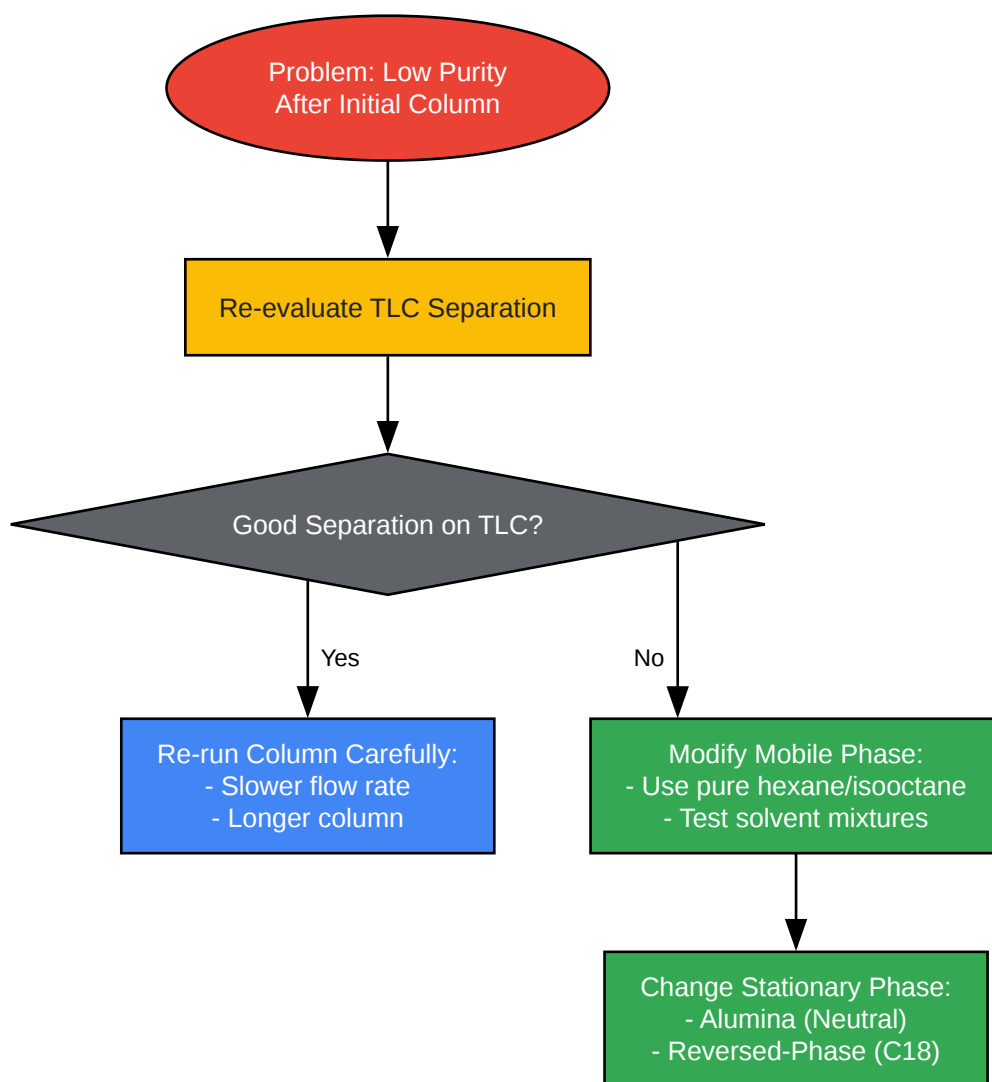 Problem: Low Purity
After Initial Column
Re-evaluate TLC Separation
Good Separation on TLC?
Yes
No
Re-run Column Carefully:
- Slower flow rate
- Longer column
Modify Mobile Phase:
- Use pure hexane/isooctane
- Test solvent mixtures
Change Stationary Phase:
- Alumina (Neutral)
- Reversed-Phase (C18)